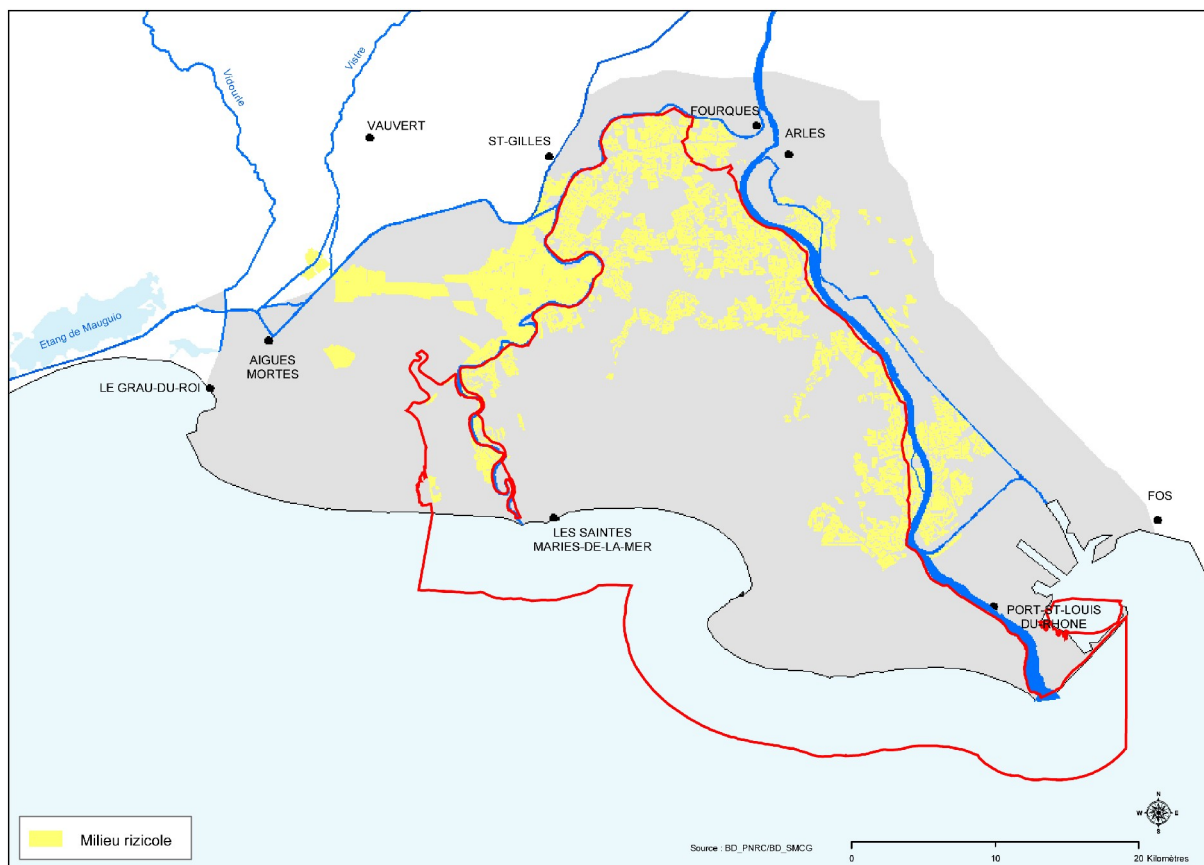 Vidourle
Vistre
VAUVERT
ST-GILLES
FOURQUES
ARLES
Etang de Mauguio
AIGUES
MORTES
LE GRAU-DU-ROI
LES SAINTES
MARIES-DE-LA-MER
FOS
PORT-ST-LOUIS
DU-RHONE
N
W E
S
Milieu rizicole
Source : BD_PNRC/BD_SMCG
0 10 20 Kilomètres